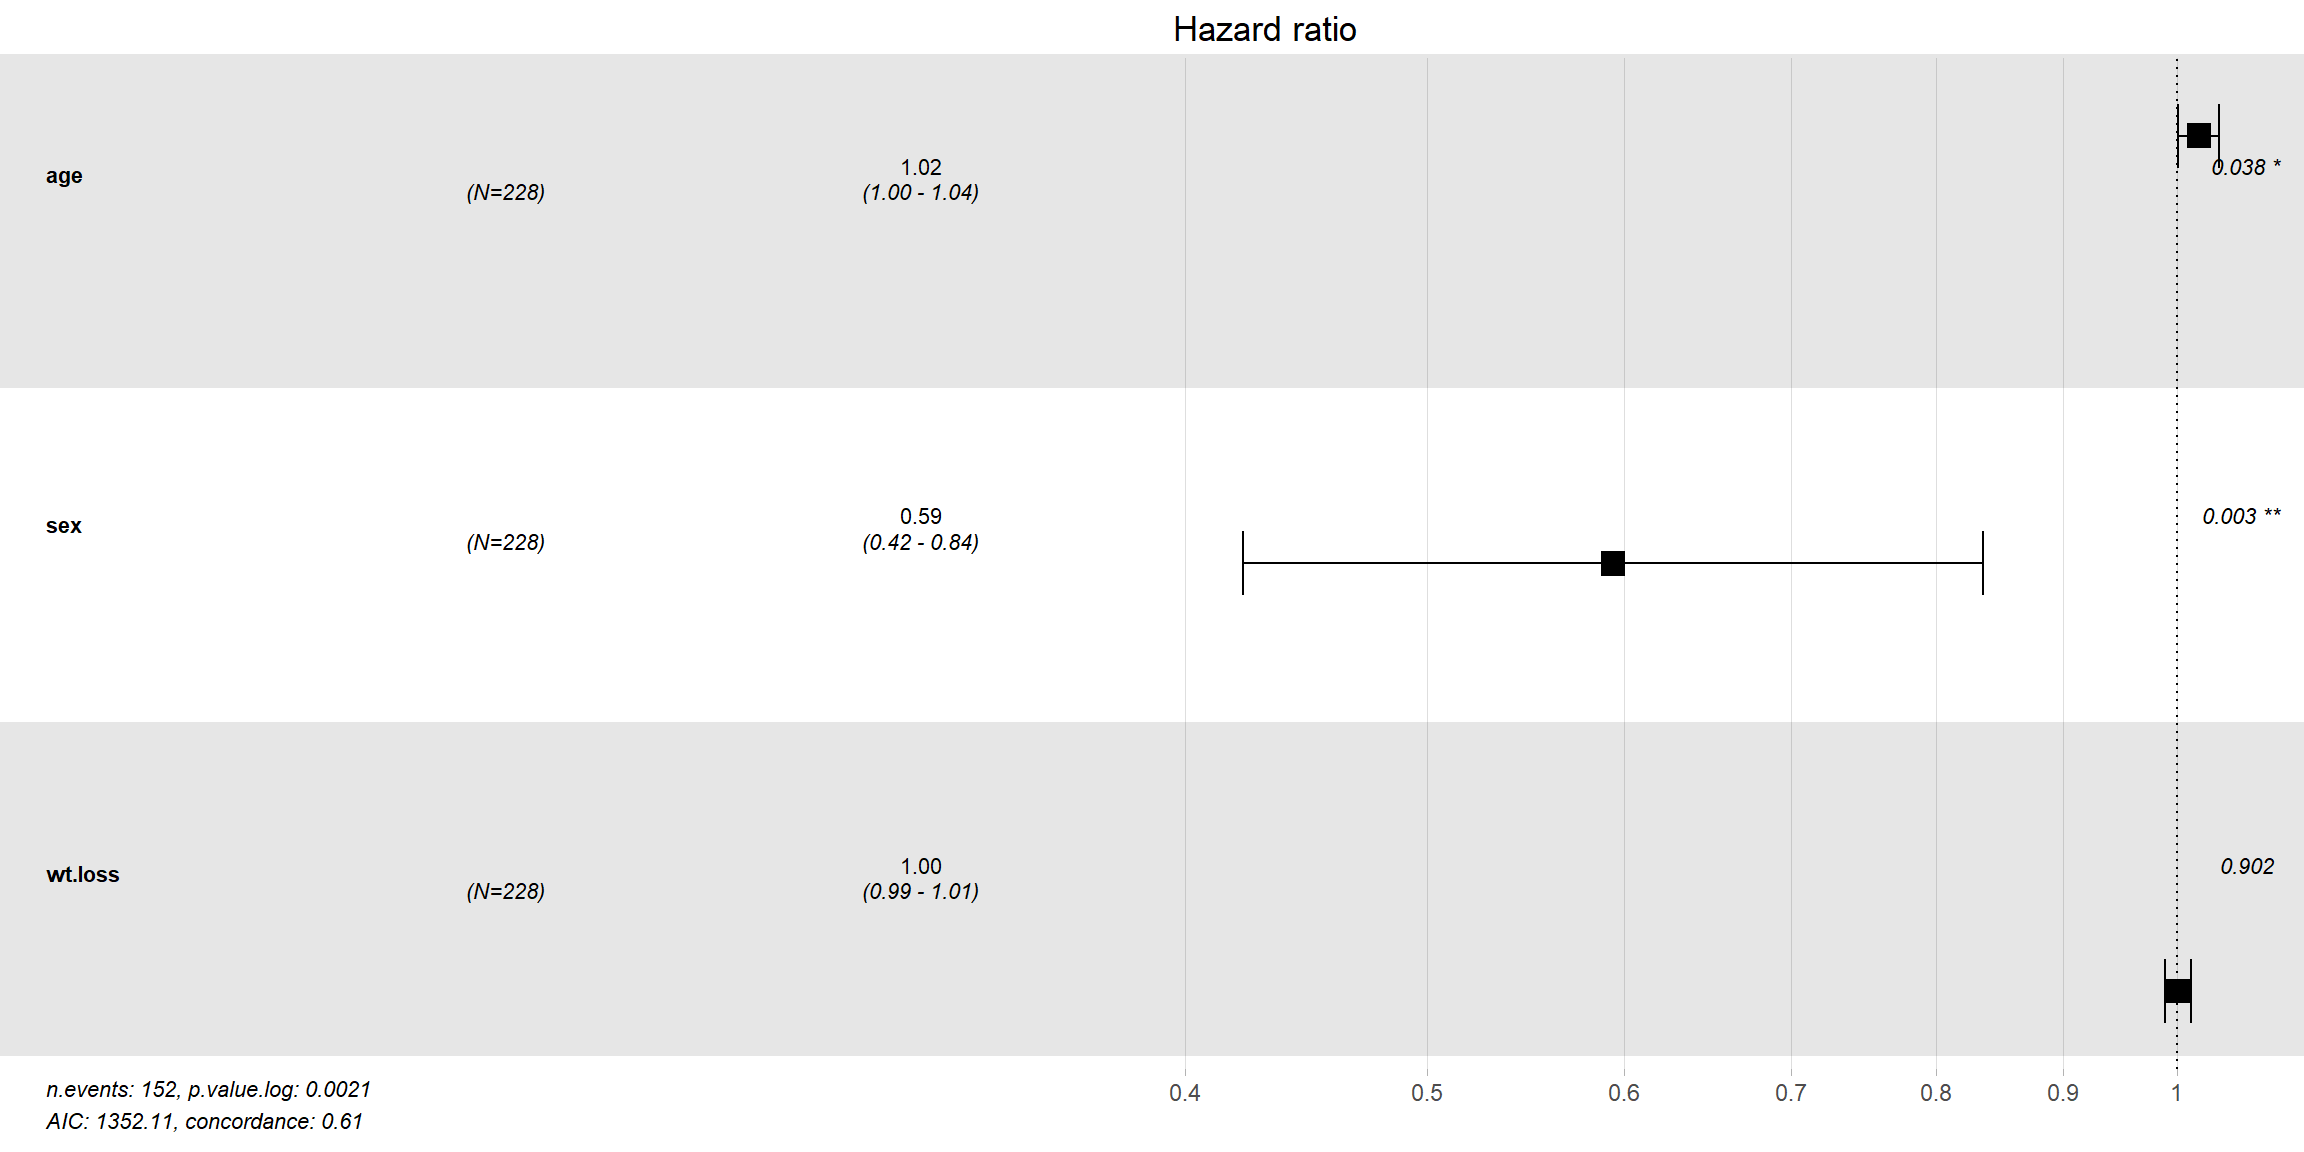 Hazard ratio
age
(N=228)
1.02
(1.00 - 1.04)
0.038 *
sex
(N=228)
0.59
(0.42 - 0.84)
0.003 **
wt.loss
(N=228)
1.00
(0.99 - 1.01)
0.902
n.events: 152, p.value.log: 0.0021
AIC: 1352.11, concordance: 0.61
0.4 0.5 0.6 0.7 0.8 0.9 1